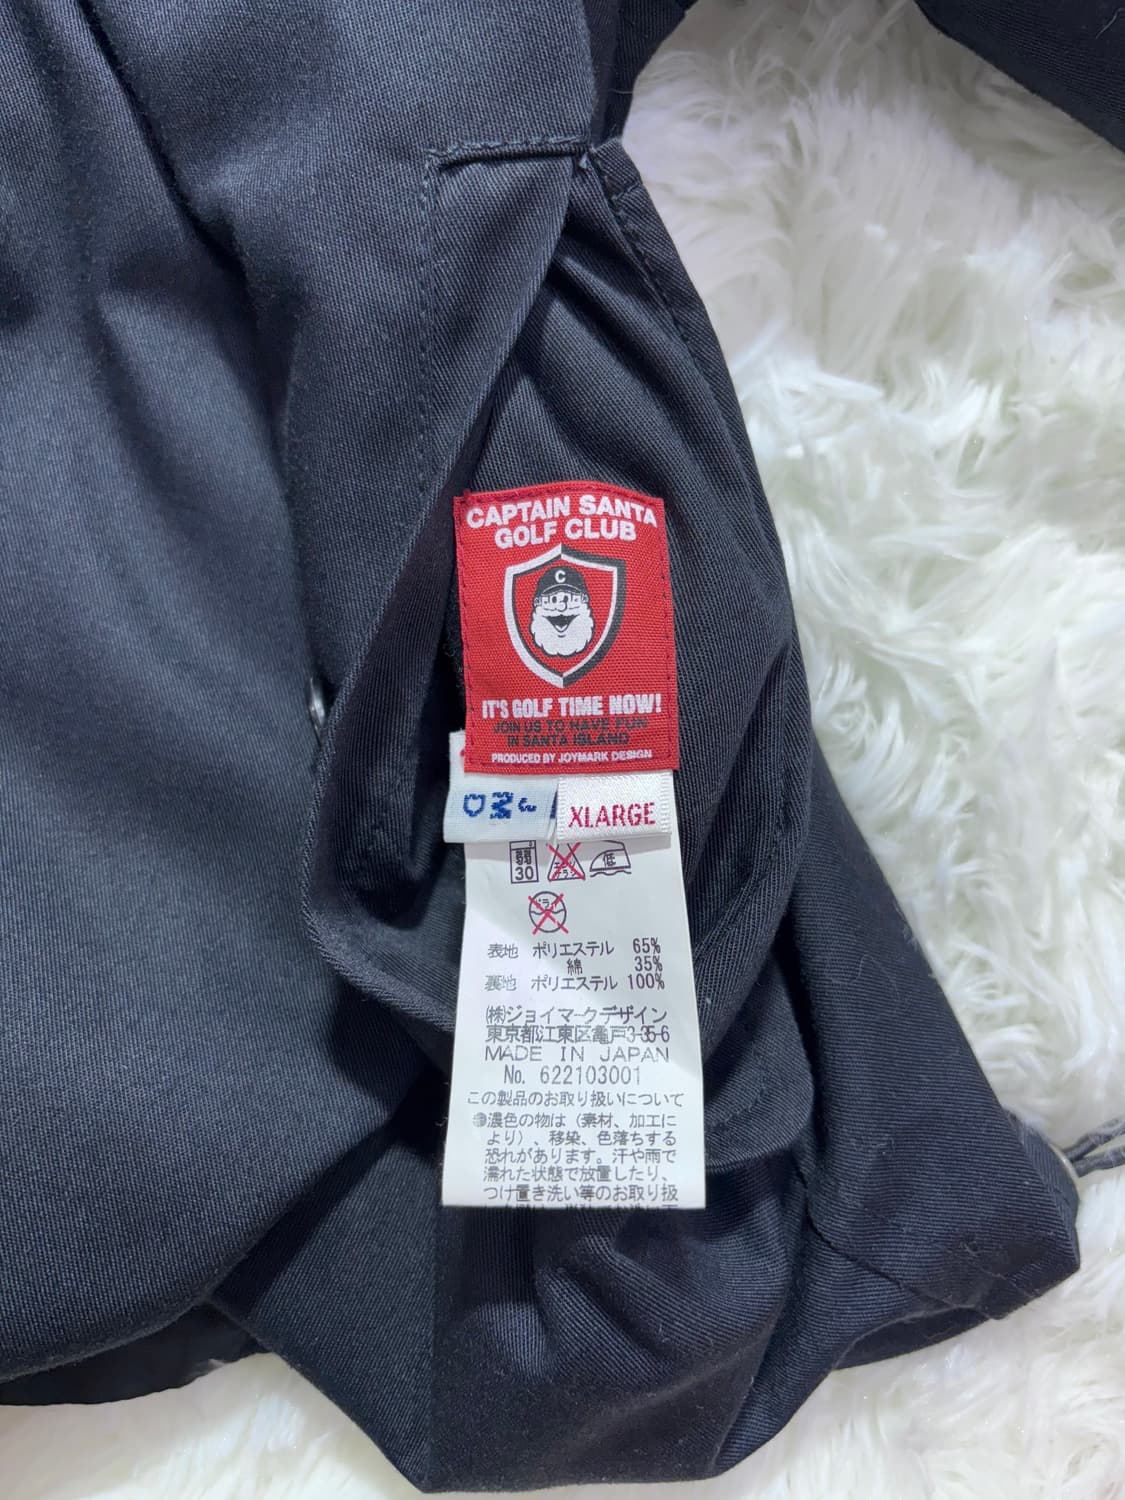 CAPTAIN SANTA
GOLF CLUB
C
IT'S GOLF TIME NOW!
JOIN US TO HAVE FUN
IN SANTA ISLAND
PRODUCED BY JOYMARK DESIGN
XLARGE
弱
30
低
ドライ
表地 ポリエステル 65%
綿 35%
裏地 ポリエステル 100%
(株)ジョイマークデザイン
東京都江東区亀戸3-35-6
MADE IN JAPAN
No. 622103001
この製品のお取り扱いについて
●濃色の物は(素材、加工に
より)、移染、色落ちする
恐れがあります。汗や雨で
濡れた状態で放置したり、
つけ置き洗い等のお取り扱